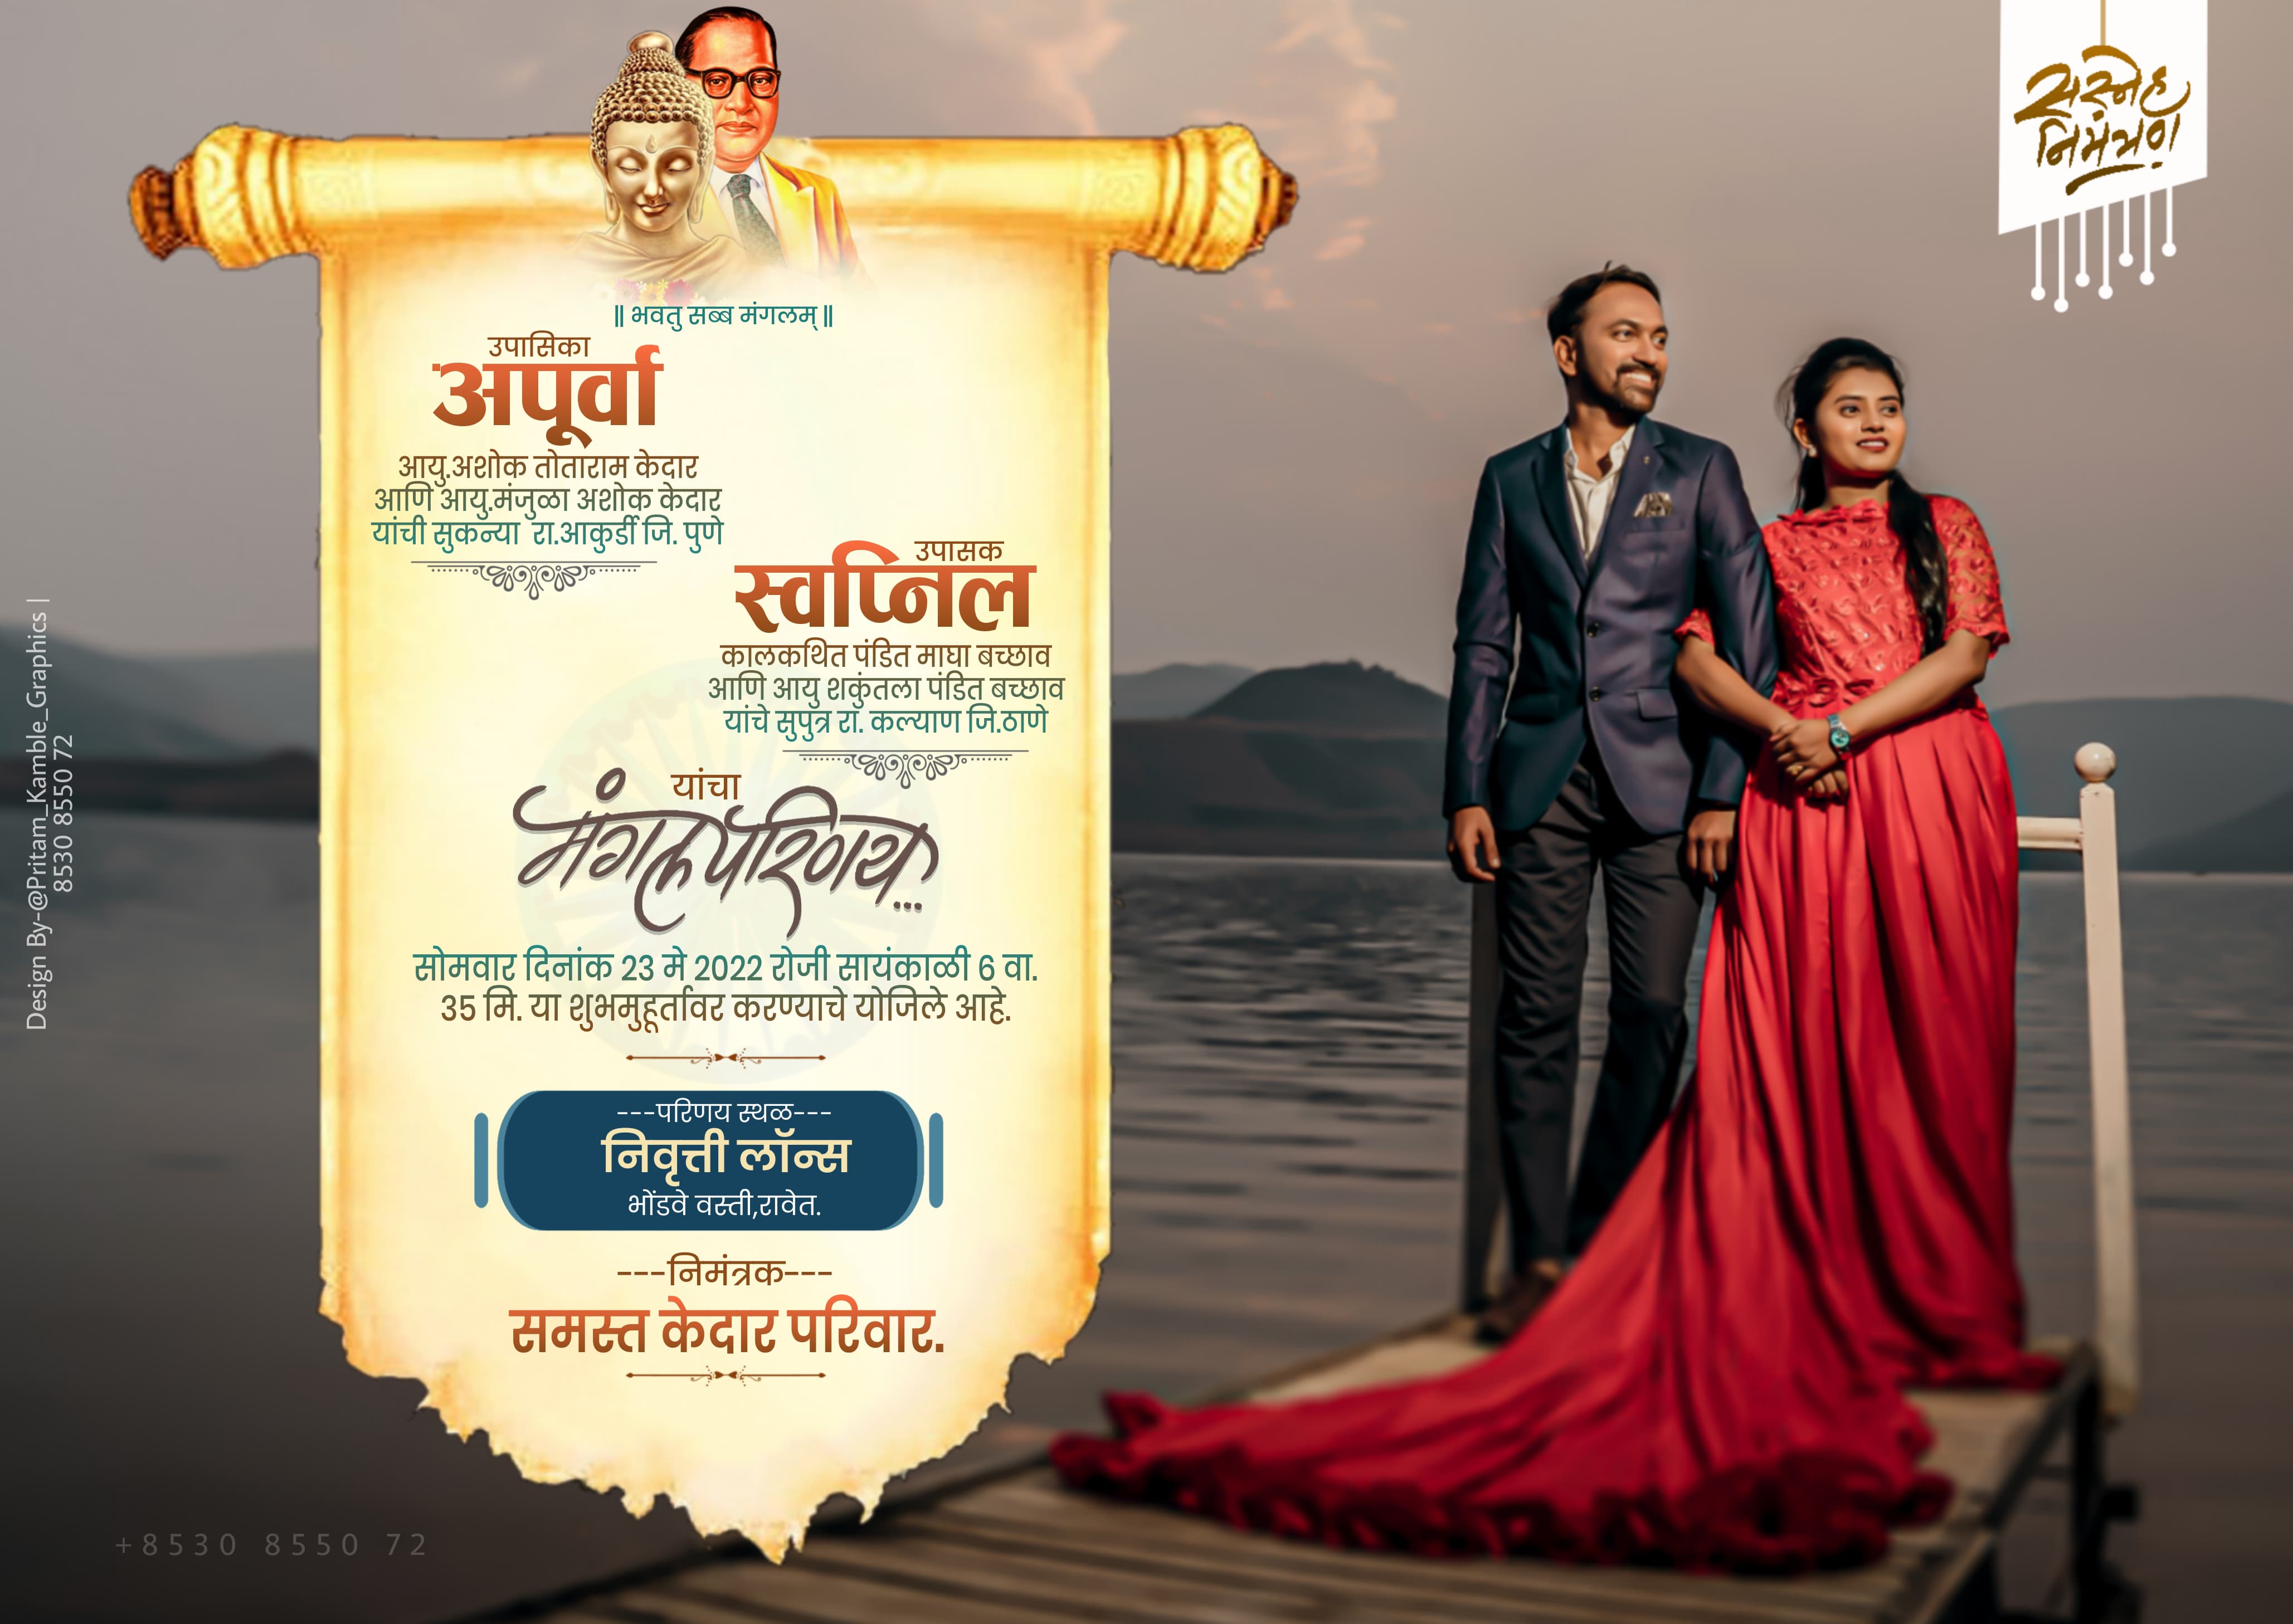 सस्नेह
निमंत्रण
॥ भवतु सब्ब मंगलम् ॥
उपासिका
अपूर्वा
आयु.अशोक तोताराम केदार
आणि आयु.मंजुळा अशोक केदार
यांची सुकन्या रा.आकुर्डी जि. पुणे
उपासक
स्वप्निल
कालकथित पंडित माघा बच्छाव
आणि आयु शकुंतला पंडित बच्छाव
यांचे सुपुत्र रा. कल्याण जि.ठाणे
यांचा
मंगल परिणय...
सोमवार दिनांक 23 मे 2022 रोजी सायंकाळी 6 वा.
35 मि. या शुभमुहूर्तावर करण्याचे योजिले आहे.
---परिणय स्थळ---
निवृत्ती लॉन्स
भोंडवे वस्ती,रावेत.
---निमंत्रक---
समस्त केदार परिवार.
Design By-@Pritam_Kamble_Graphics |
8530 8550 72
+8530 8550 72